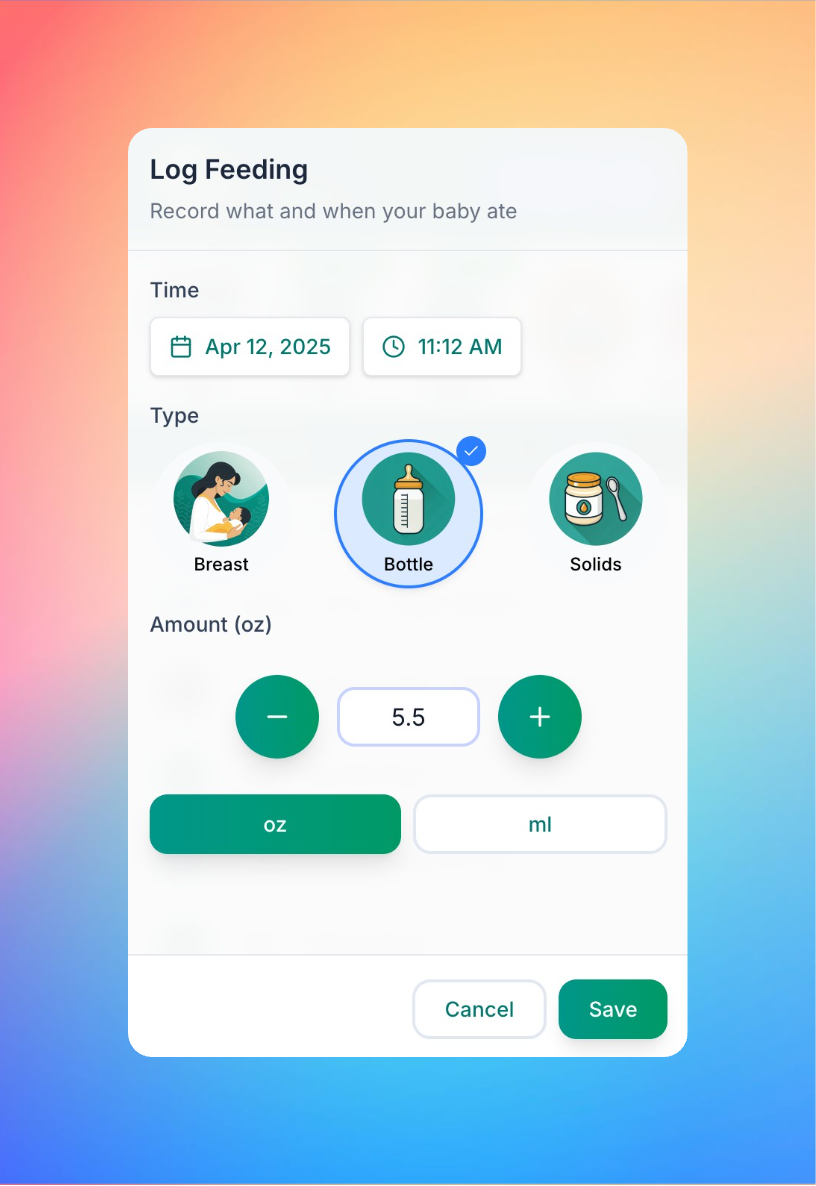 Log Feeding
Record what and when your baby ate
Time
Apr 12, 2025 11:12 AM
Type
Breast Bottle Solids
Amount (oz)
− 5.5 +
oz ml
Cancel Save